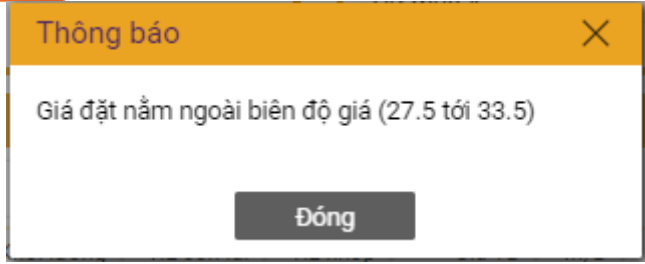 Thông báo
Giá đặt nằm ngoài biên độ giá (27.5 tới 33.5)
Đóng